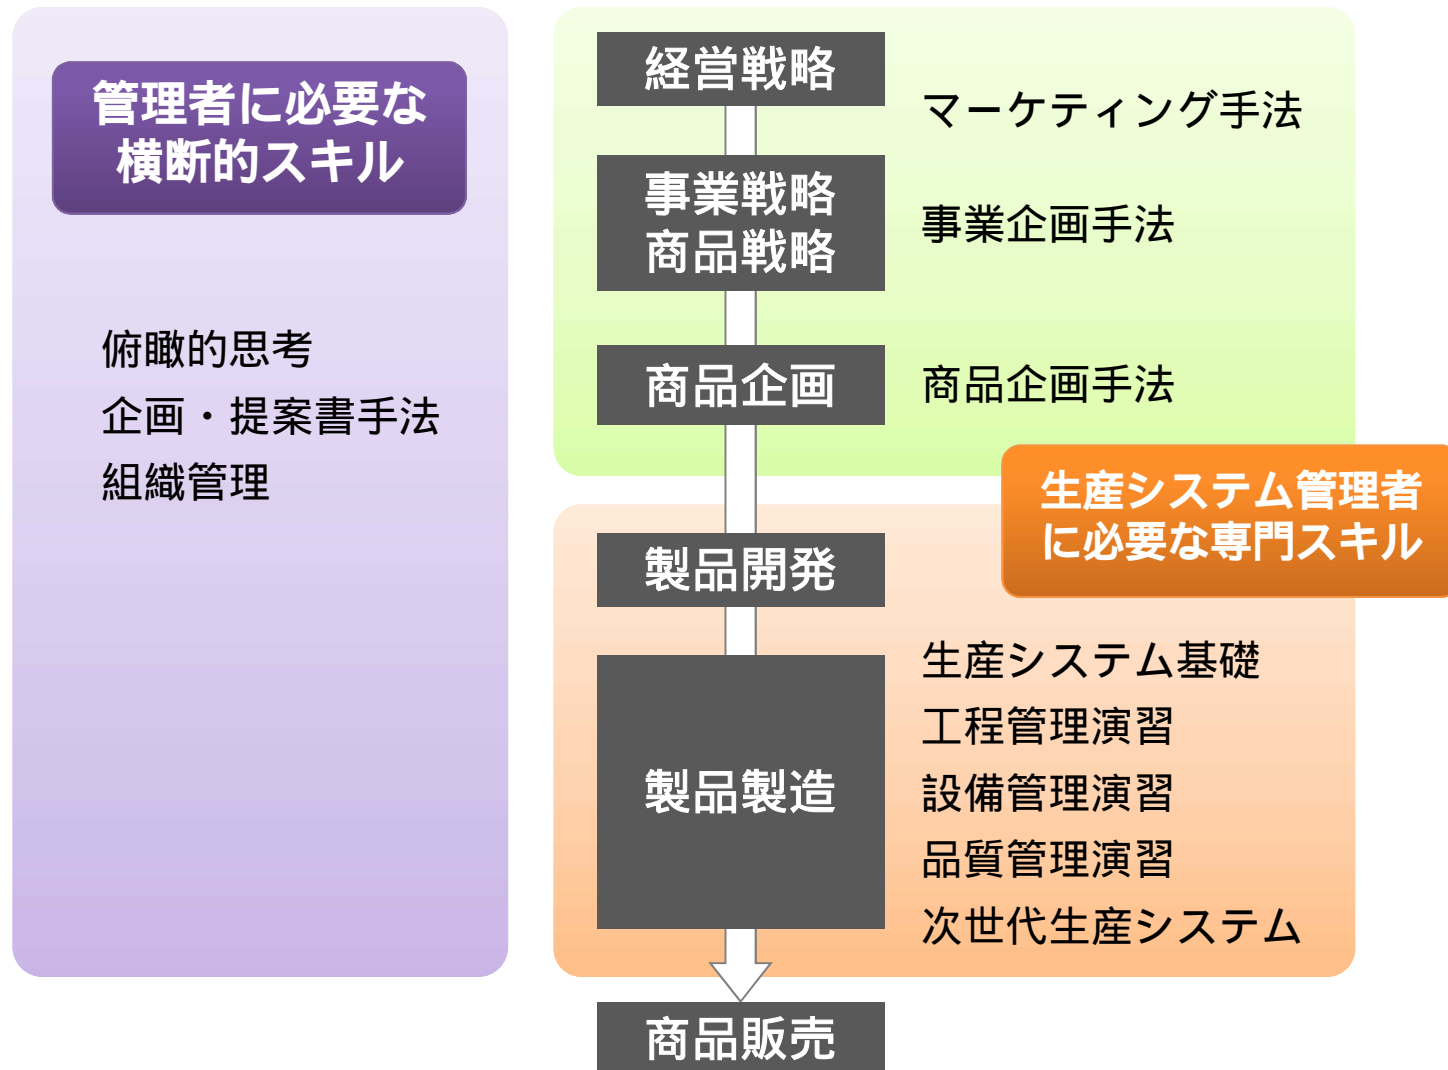 管理者に必要な
横断的スキル
俯瞰的思考
企画・提案書手法
組織管理
経営戦略
マーケティング手法
事業戦略
商品戦略
事業企画手法
商品企画
商品企画手法
生産システム管理者
に必要な専門スキル
製品開発
製品製造
生産システム基礎
工程管理演習
設備管理演習
品質管理演習
次世代生産システム
商品販売